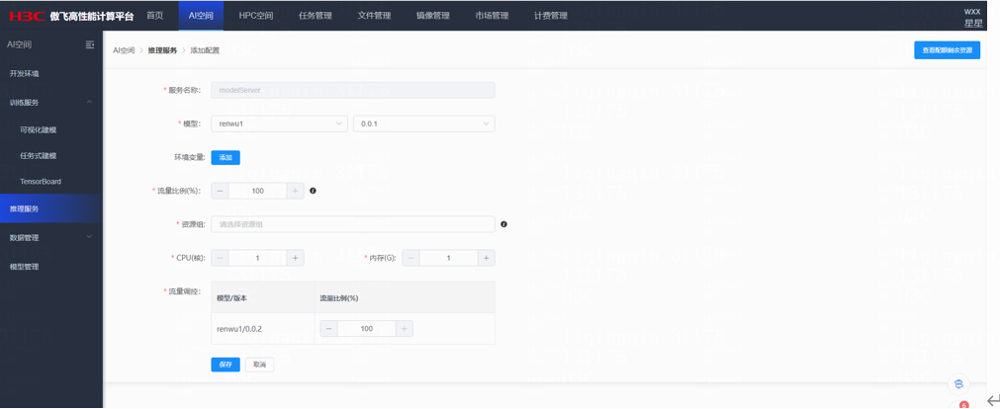 H3C 傲飞高性能计算平台 首页 AI空间 HPC空间 任务管理 文件管理 镜像管理 市场管理 计费管理 wxx
星星
AI空间
AI空间 > 推理服务 > 添加配置 查看配额剩余资源
开发环境
训练服务
可视化建模
任务式建模
TensorBoard
推理服务
数据管理
模型管理
* 服务名称: modelServer
* 模型: renwu1 0.0.1
环境变量: 添加
* 流量比例(%): − 100 +
* 资源组: 请选择资源组
* CPU(核): − 1 + * 内存(G): − 1 +
* 流量调控: 模型/版本 流量比例(%)
renwu1/0.0.2 − 100 +
保存 取消